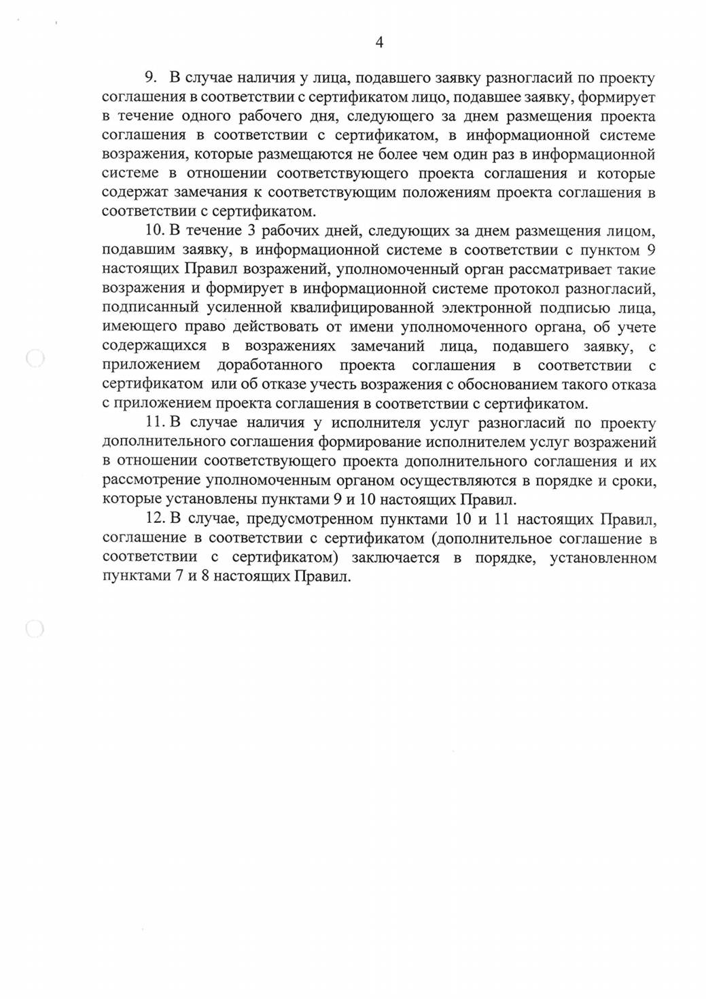 4
9. В случае наличия у лица, подавшего заявку разногласий по проекту
соглашения в соответствии с сертификатом лицо, подавшее заявку, формирует
в течение одного рабочего дня, следующего за днем размещения проекта
соглашения в соответствии с сертификатом, в информационной системе
возражения, которые размещаются не более чем один раз в информационной
системе в отношении соответствующего проекта соглашения и которые
содержат замечания к соответствующим положениям проекта соглашения в
соответствии с сертификатом.
10. В течение 3 рабочих дней, следующих за днем размещения лицом,
подавшим заявку, в информационной системе в соответствии с пунктом 9
настоящих Правил возражений, уполномоченный орган рассматривает такие
возражения и формирует в информационной системе протокол разногласий,
подписанный усиленной квалифицированной электронной подписью лица,
имеющего право действовать от имени уполномоченного органа, об учете
содержащихся в возражениях замечаний лица, подавшего заявку, с
приложением доработанного проекта соглашения в соответствии с
сертификатом или об отказе учесть возражения с обоснованием такого отказа
с приложением проекта соглашения в соответствии с сертификатом.
11. В случае наличия у исполнителя услуг разногласий по проекту
дополнительного соглашения формирование исполнителем услуг возражений
в отношении соответствующего проекта дополнительного соглашения и их
рассмотрение уполномоченным органом осуществляются в порядке и сроки,
которые установлены пунктами 9 и 10 настоящих Правил.
12. В случае, предусмотренном пунктами 10 и 11 настоящих Правил,
соглашение в соответствии с сертификатом (дополнительное соглашение в
соответствии с сертификатом) заключается в порядке, установленном
пунктами 7 и 8 настоящих Правил.